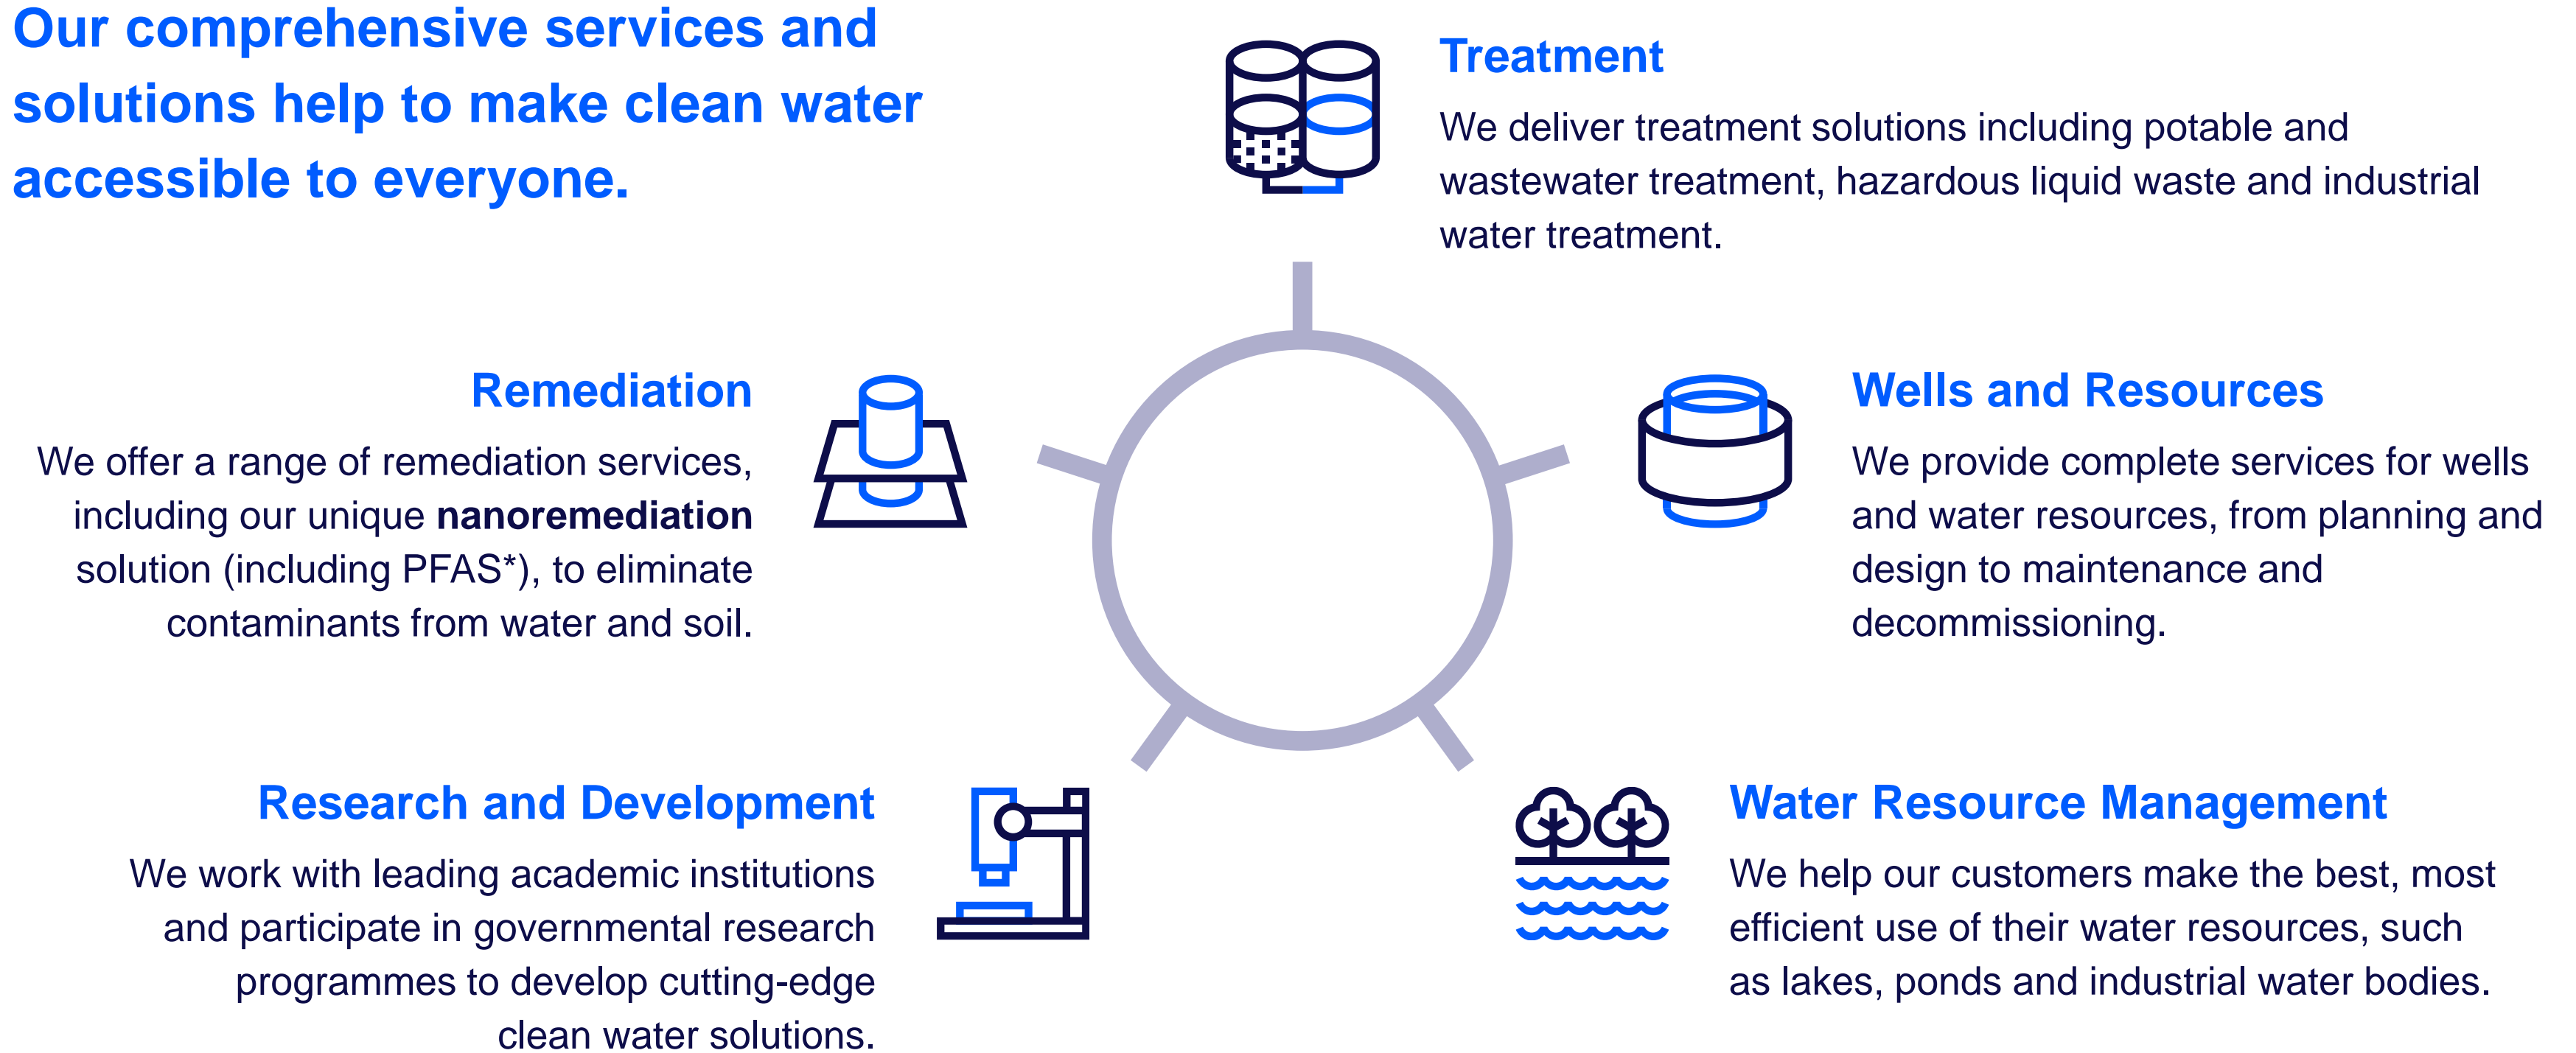 Our comprehensive services and
solutions help to make clean water
accessible to everyone.
Treatment
We deliver treatment solutions including potable and
wastewater treatment, hazardous liquid waste and industrial
water treatment.
Remediation
We offer a range of remediation services,
including our unique nanoremediation
solution (including PFAS*), to eliminate
contaminants from water and soil.
Wells and Resources
We provide complete services for wells
and water resources, from planning and
design to maintenance and
decommissioning.
Research and Development
We work with leading academic institutions
and participate in governmental research
programmes to develop cutting-edge
clean water solutions.
Water Resource Management
We help our customers make the best, most
efficient use of their water resources, such
as lakes, ponds and industrial water bodies.